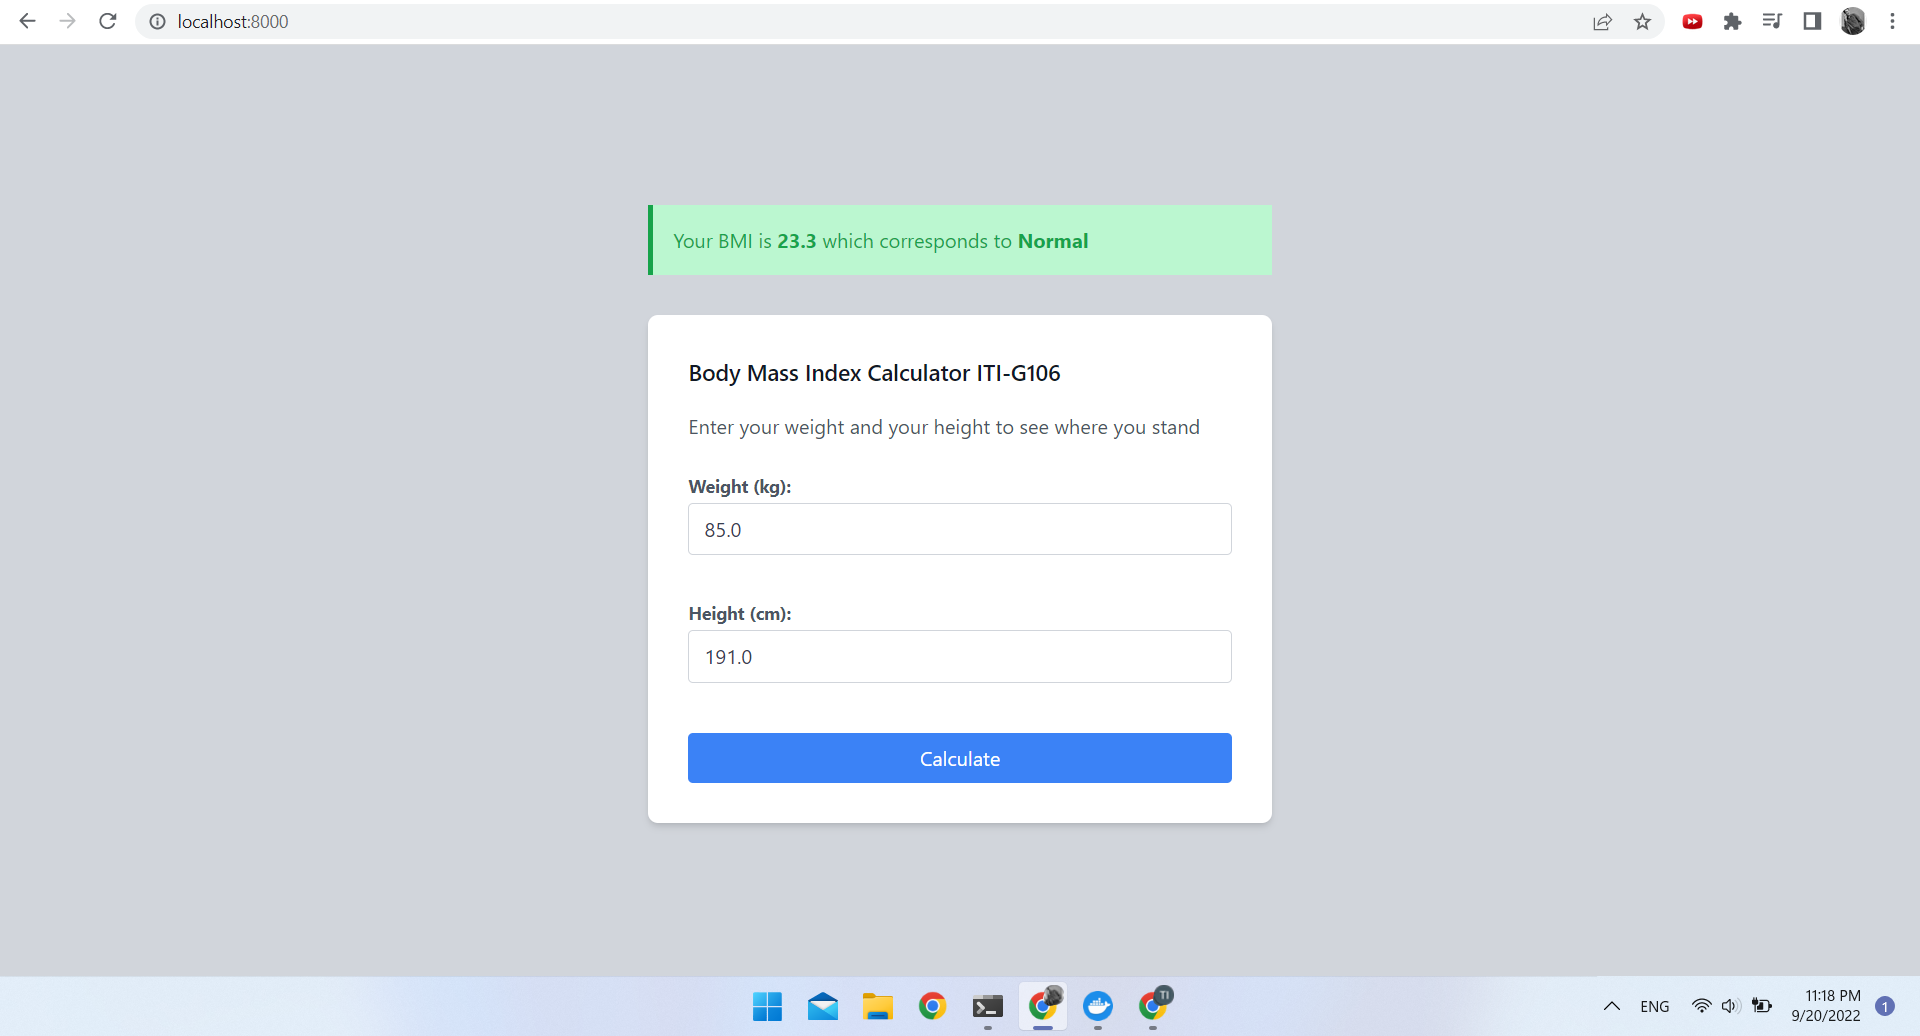 localhost:8000
Your BMI is 23.3 which corresponds to Normal
Body Mass Index Calculator ITI-G106
Enter your weight and your height to see where you stand
Weight (kg):
85.0
Height (cm):
191.0
Calculate
TI
ENG
11:18 PM
9/20/2022
1